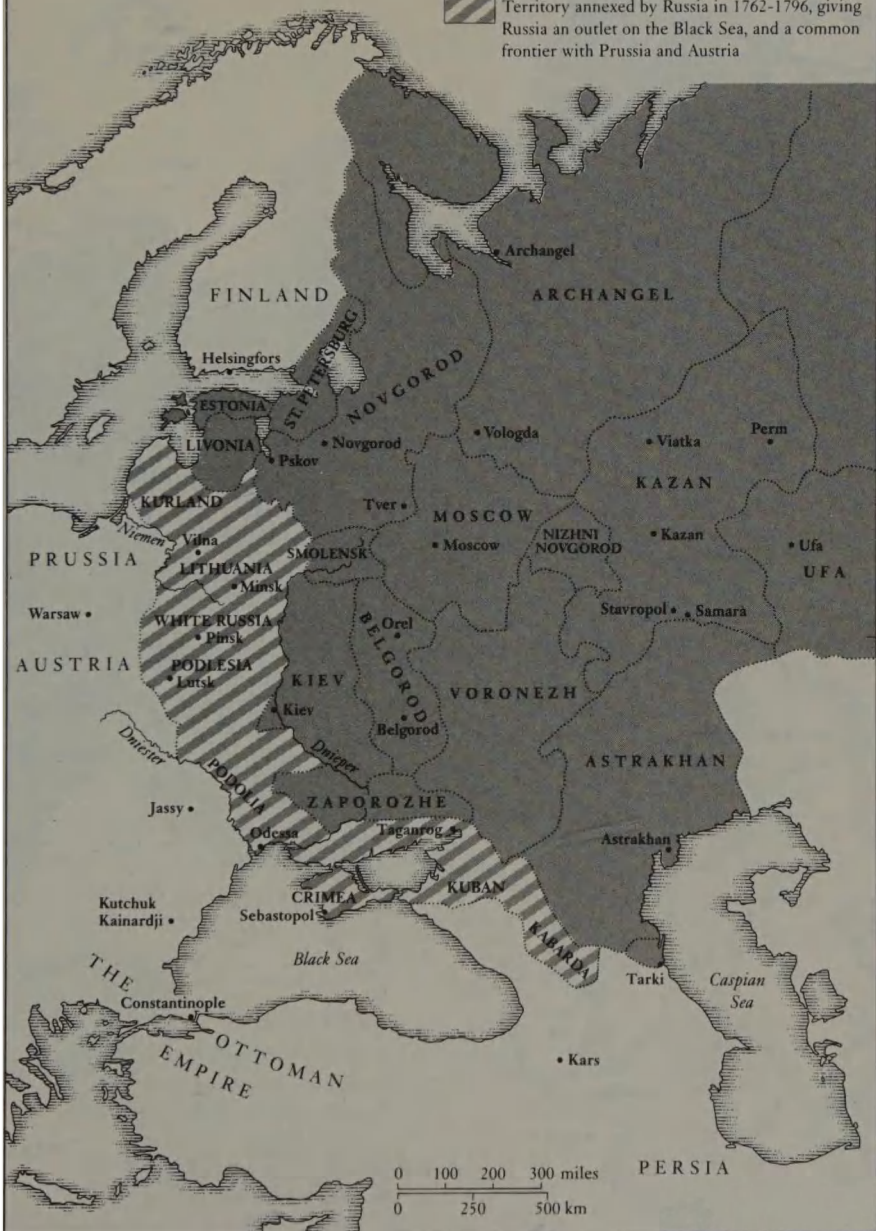 Territory annexed by Russia in 1762-1796, giving
Russia an outlet on the Black Sea, and a common
frontier with Prussia and Austria
Archangel
ARCHANGEL
FINLAND
ST. PETERSBURG
Helsingfors
NOVGOROD
ESTONIA
LIVONIA
Novgorod
Vologda
Viatka
Perm
Pskov
KAZAN
KURLAND
Tver
MOSCOW
Niemen
Vilna
SMOLENSK
Moscow
NIZHNI
NOVGOROD
Kazan
Ufa
PRUSSIA
LITHUANIA
UFA
Minsk
Warsaw
WHITE RUSSIA
Orel
Stavropol
Samara
Pinsk
BELGOROD
AUSTRIA
PODLESIA
Lutsk
KIEV
VORONEZH
Kiev
Belgorod
Dniester
Dnieper
ASTRAKHAN
PODOLIA
ZAPOROZHE
Jassy
Odessa
Taganrog
Astrakhan
KUBAN
CRIMEA
Kutchuk
Kainardji
Sebastopol
KABARDA
Black Sea
Tarki
Caspian
Sea
THE
Constantinople
OTTOMAN
EMPIRE
Kars
PERSIA
0 100 200 300 miles
0 250 500 km